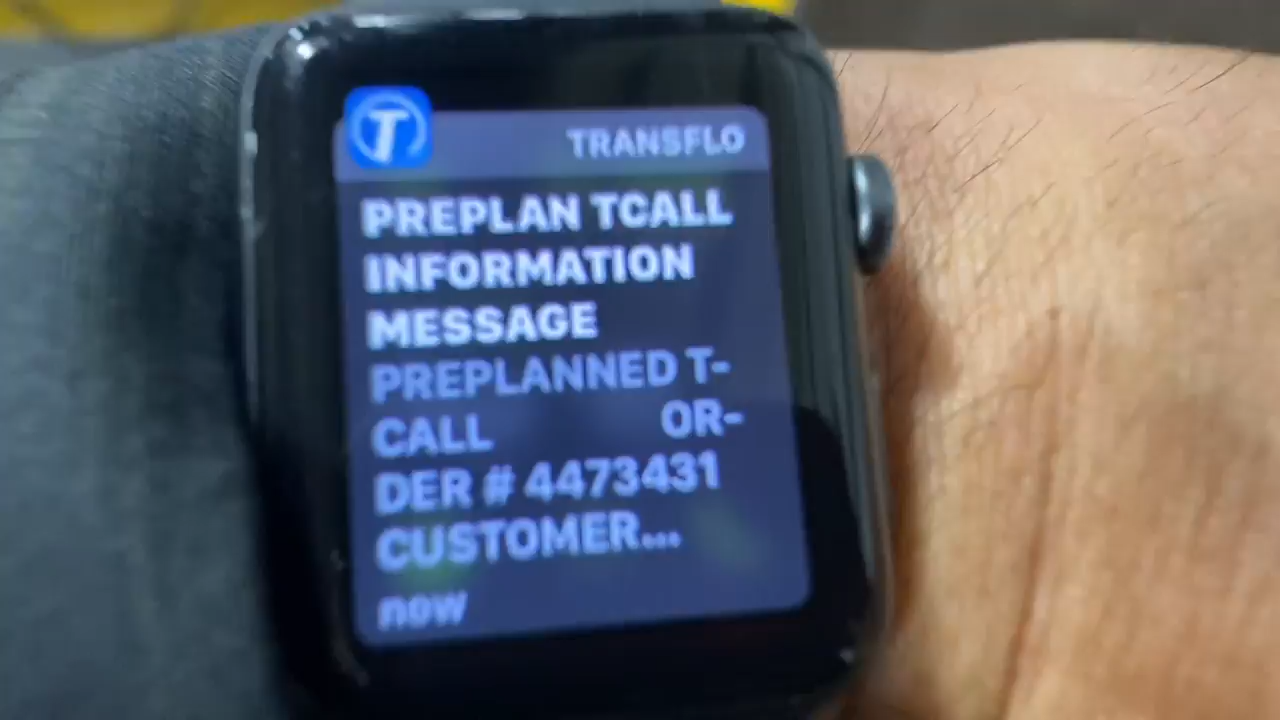 T
TRANSFLO
PREPLAN TCALL
INFORMATION
MESSAGE
PREPLANNED T-
CALL OR-
DER # 4473431
CUSTOMER...
now